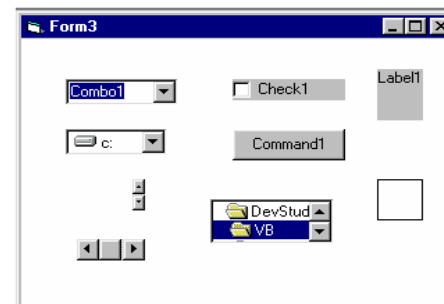 Form3
Combo1
Check1
Label1
c:
Command1
DevStud
VB